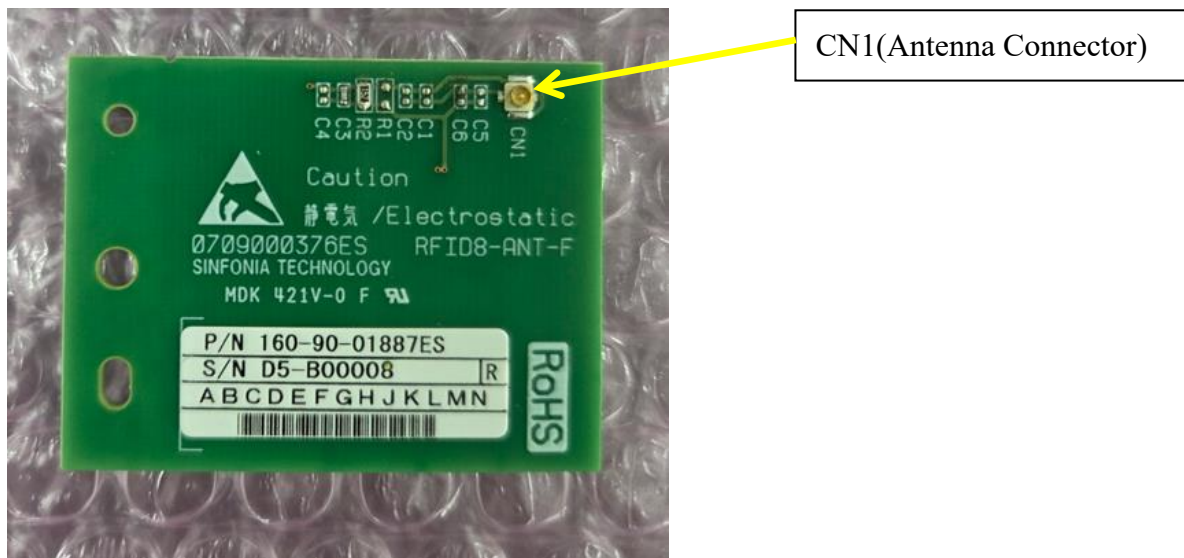 CN1(Antenna Connector)
C4 C3 R2 R1 C2 C1 C6 C5 CN1
Caution
静電気 /Electrostatic
0709000376ES RFID8-ANT-F
SINFONIA TECHNOLOGY
MDK 421V-0 F
P/N 160-90-01887ES
S/N D5-B00008 R
ABCDEFGHJKLMN
RoHS